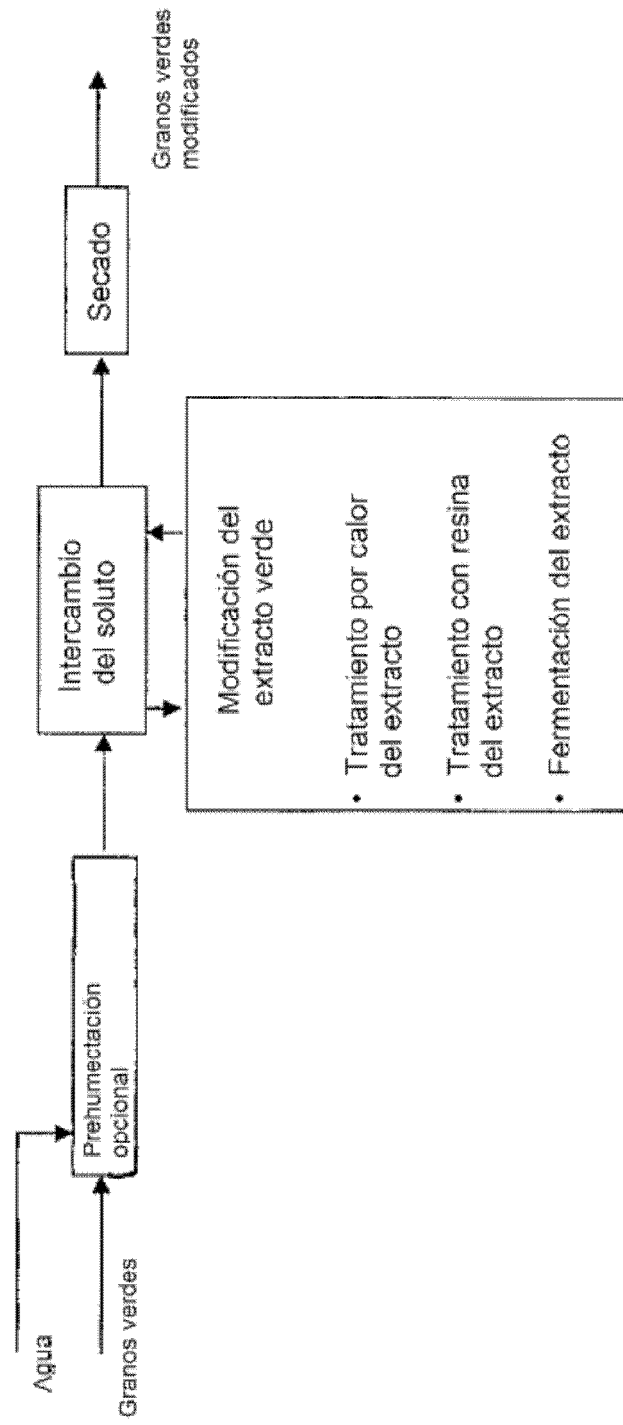 Agua
Granos verdes
Prehumectación
opcional
Intercambio
del soluto
Secado
Granos verdes
modificados
Modificación del
extracto verde
• Tratamiento por calor
del extracto
• Tratamiento con resina
del extracto
• Fermentación del extracto